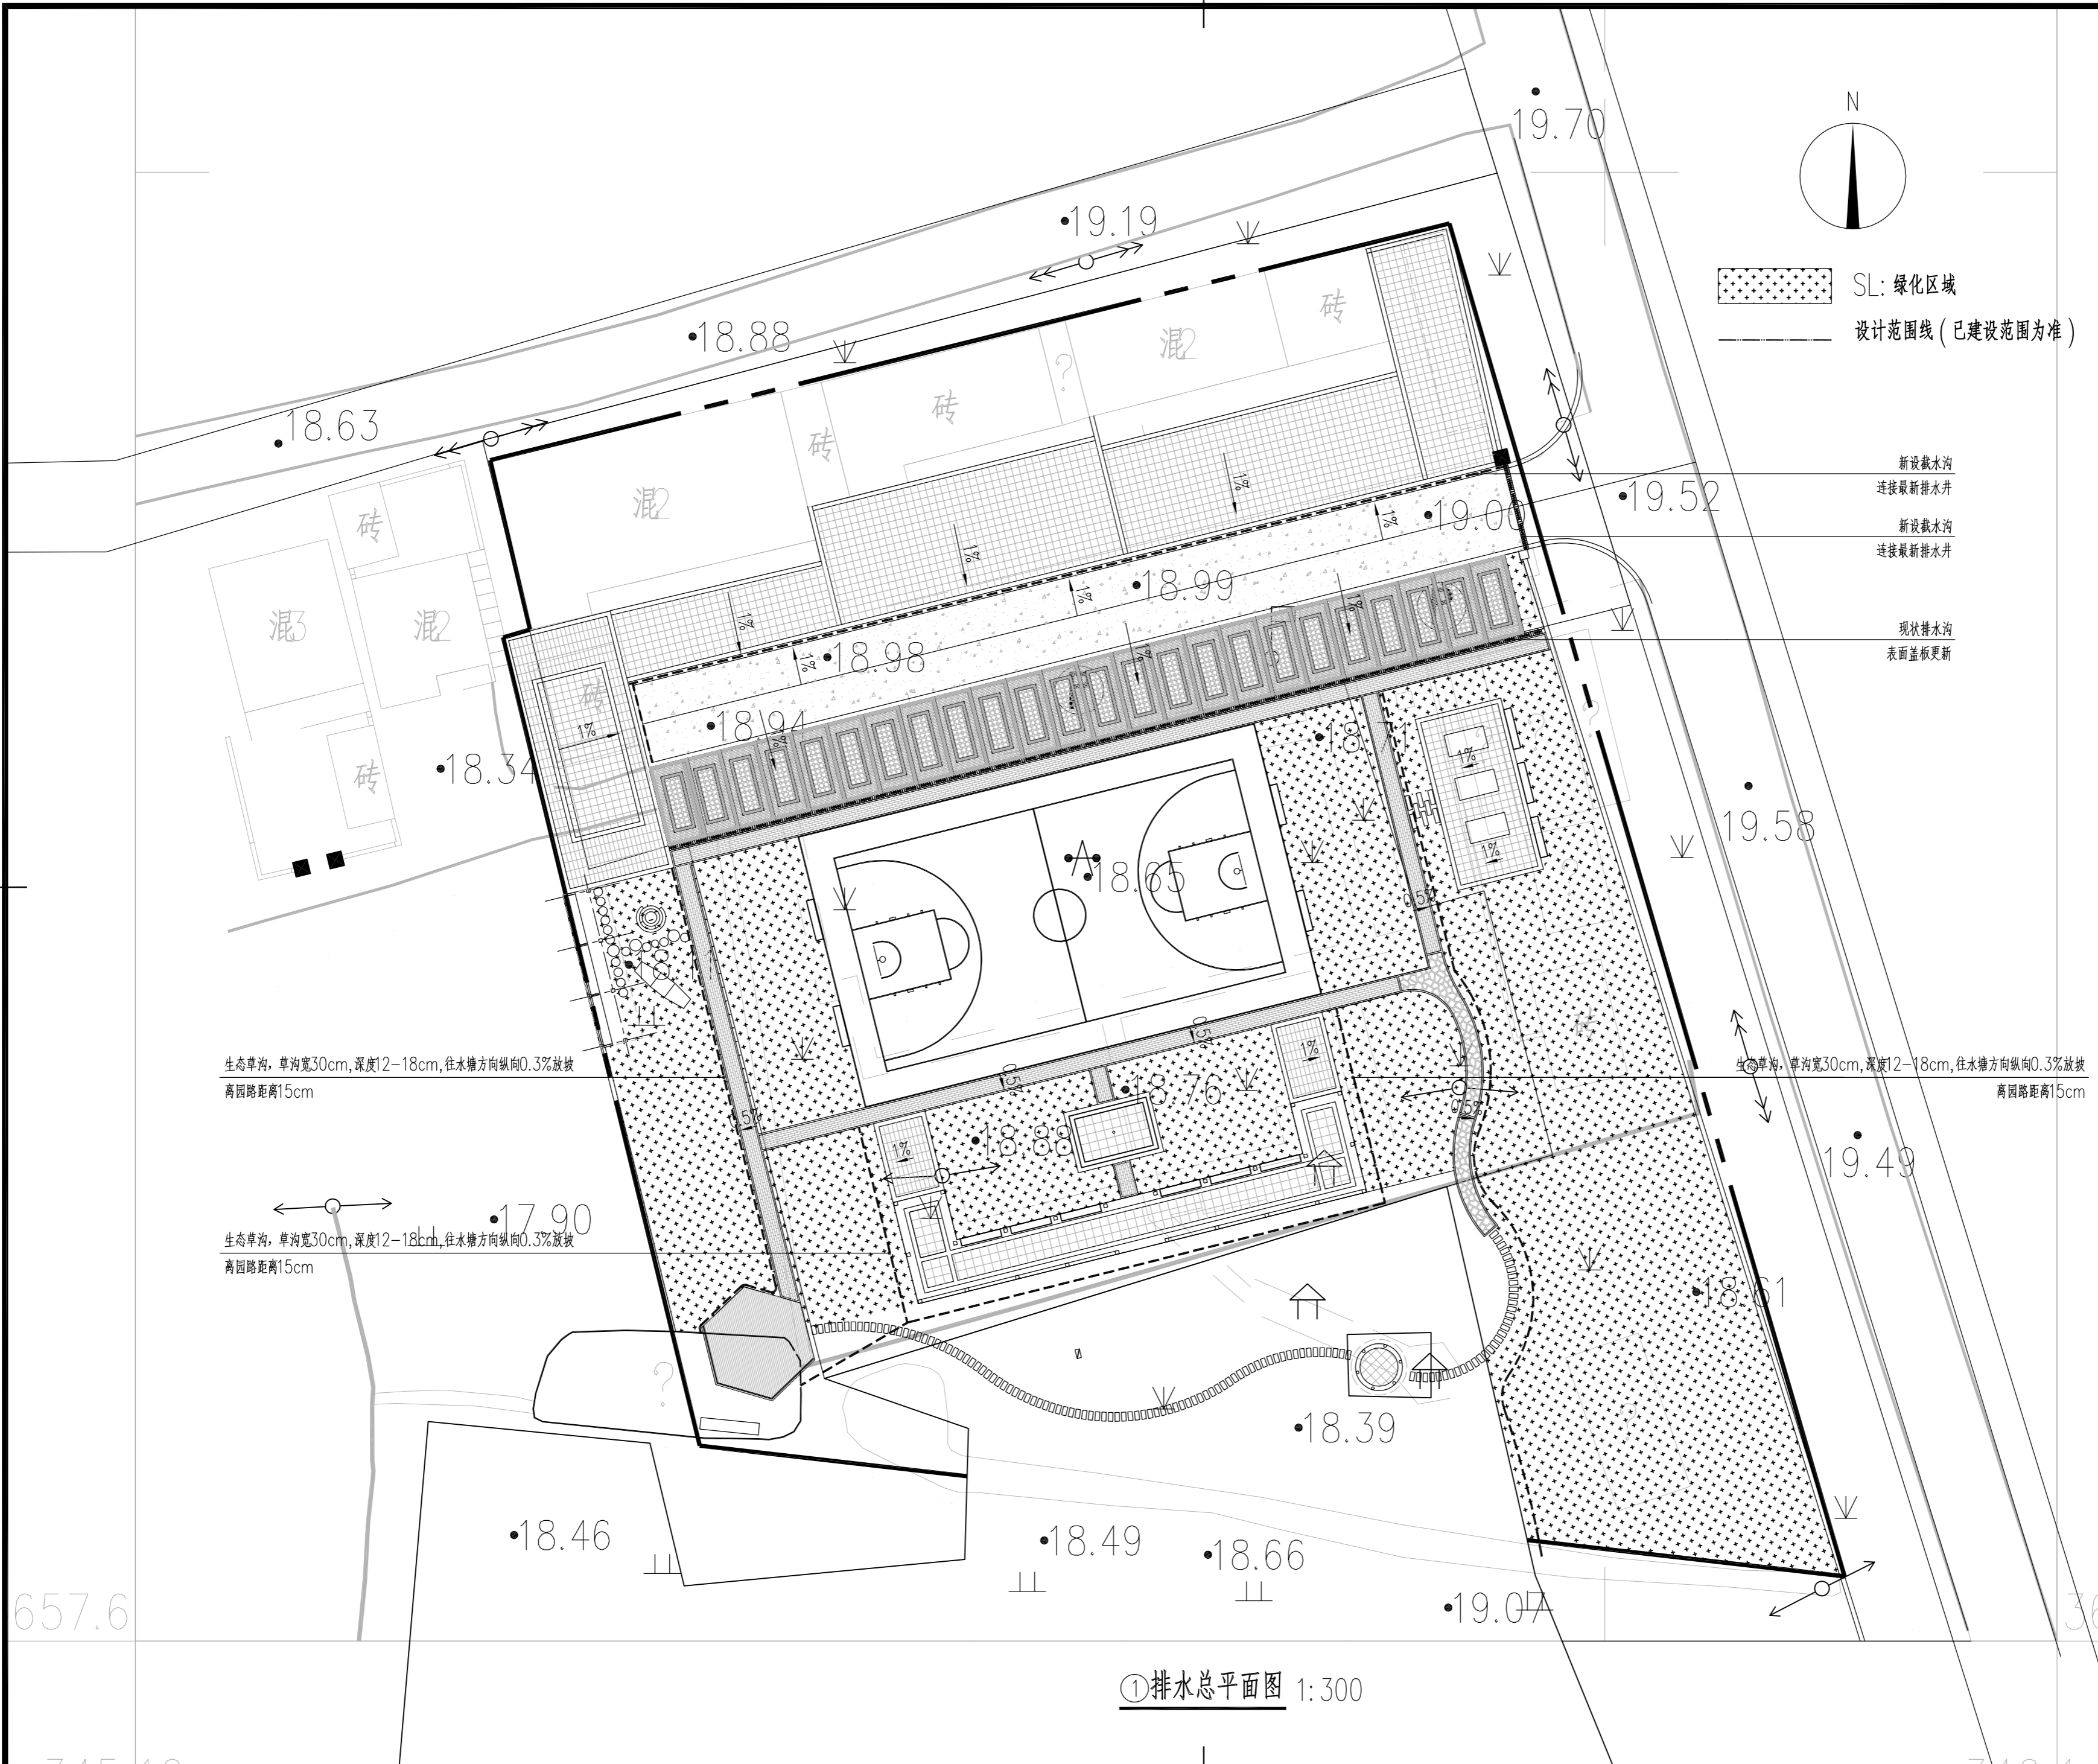 N
19.70
SL: 绿化区域
设计范围线 ( 已建设范围为准 )
19.19
18.88
18.63
砖
混2
?
砖
砖
混2
砖
混3
混2
砖
砖
新设截水沟
连接最新排水井
新设截水沟
连接最新排水井
现状排水沟
表面盖板更新
19.52
19.00
18.99
18.98
18.94
18.34
1%
1%
1%
1%
1%
1%
1%
1%
1%
1%
1%
1%
18.71
18.65
A
1%
1%
0.5%
19.58
?
砖
生态草沟，草沟宽30cm,深度12-18cm,往水塘方向纵向0.3%放坡
离园路距离15cm
生态草沟，草沟宽30cm,深度12-18cm,往水塘方向纵向0.3%放坡
离园路距离15cm
0.5%
0.5%
0.5%
0.5%
1%
1%
18.76
18.88
19.49
17.90
生态草沟，草沟宽30cm,深度12-18cm,往水塘方向纵向0.3%放坡
离园路距离15cm
18.61
?
18.39
18.46
18.49
18.66
19.07
657.6
①排水总平面图 1:300